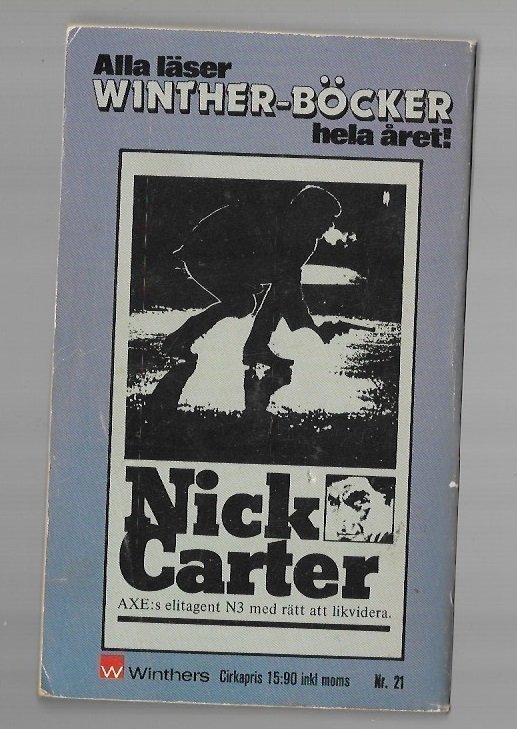 Alla läser
WINTHER-BÖCKER
hela året!
Nick
Carter
AXE:s elitagent N3 med rätt att likvidera.
W Winthers Cirkapris 15:90 inkl moms Nr. 21